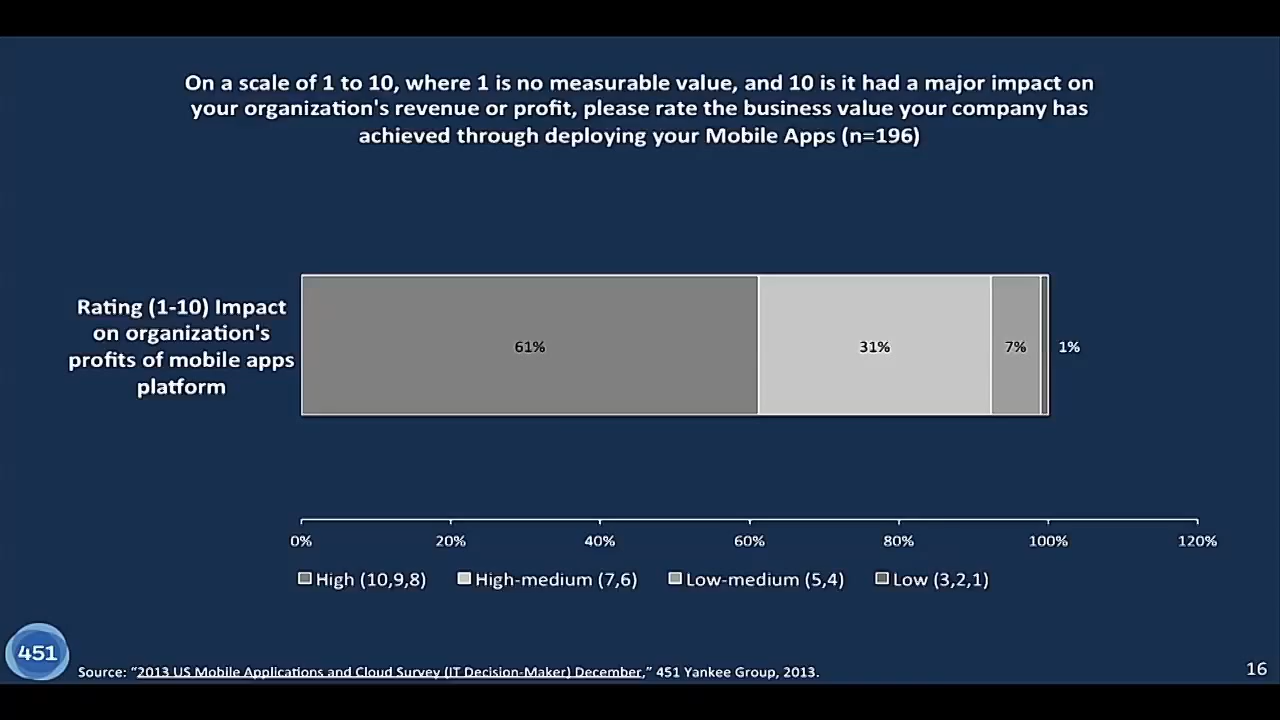 On a scale of 1 to 10, where 1 is no measurable value, and 10 is it had a major impact on
your organization's revenue or profit, please rate the business value your company has
achieved through deploying your Mobile Apps (n=196)
Rating (1-10) Impact
on organization's
profits of mobile apps
platform
61% 31% 7% 1%
0% 20% 40% 60% 80% 100% 120%
High (10,9,8) High-medium (7,6) Low-medium (5,4) Low (3,2,1)
451
Source: “2013 US Mobile Applications and Cloud Survey (IT Decision-Maker) December,” 451 Yankee Group, 2013.
16